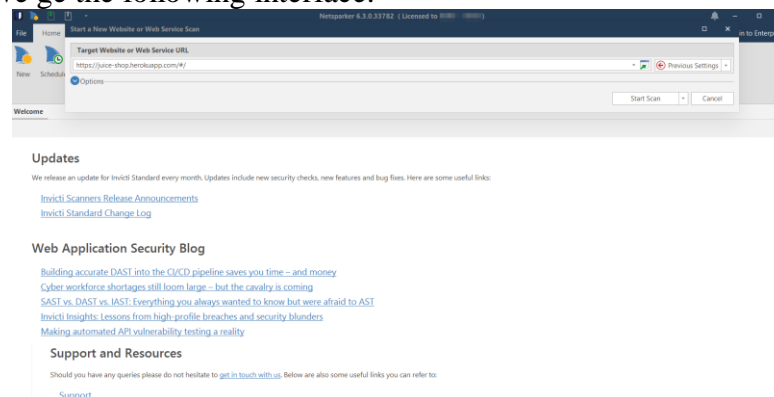 we go the following interface.
Netsparker 6.3.0.33782 ( Licensed to
File Home Start a New Website or Web Service Scan in to Enterp
Target Website or Web Service URL
https://juice-shop.herokuapp.com/#/ Previous Settings
Options
New Schedul
Start Scan Cancel
Welcome
Updates
We release an update for Invicti Standard every month. Updates include new security checks, new features and bug fixes. Here are some useful links:
Invicti Scanners Release Announcements
Invicti Standard Change Log
Web Application Security Blog
Building accurate DAST into the CI/CD pipeline saves you time – and money
Cyber workforce shortages still loom large – but the cavalry is coming
SAST vs. DAST vs. IAST: Everything you always wanted to know but were afraid to AST
Invicti Insights: Lessons from high-profile breaches and security blunders
Making automated API vulnerability testing a reality
Support and Resources
Should you have any queries please do not hesitate to get in touch with us. Below are also some useful links you can refer to:
Support